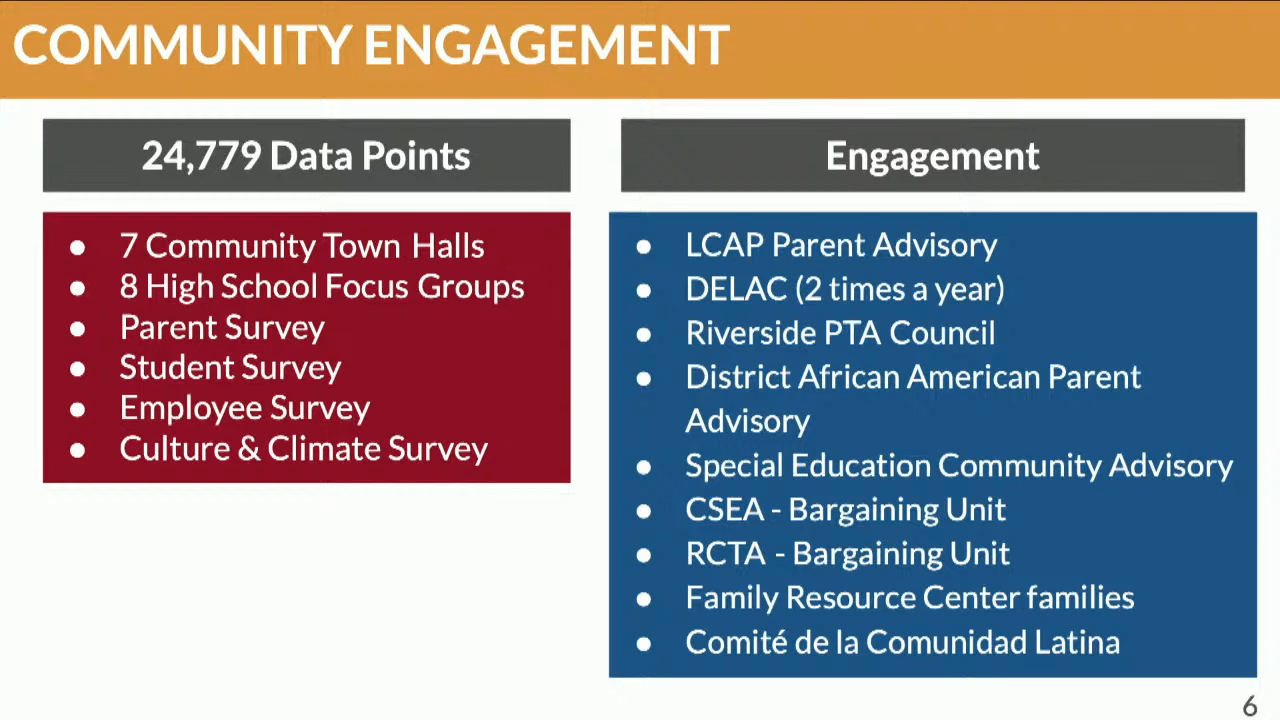 COMMUNITY ENGAGEMENT
24,779 Data Points
● 7 Community Town Halls
● 8 High School Focus Groups
● Parent Survey
● Student Survey
● Employee Survey
● Culture & Climate Survey
Engagement
● LCAP Parent Advisory
● DELAC (2 times a year)
● Riverside PTA Council
● District African American Parent
Advisory
● Special Education Community Advisory
● CSEA - Bargaining Unit
● RCTA - Bargaining Unit
● Family Resource Center families
● Comité de la Comunidad Latina
6